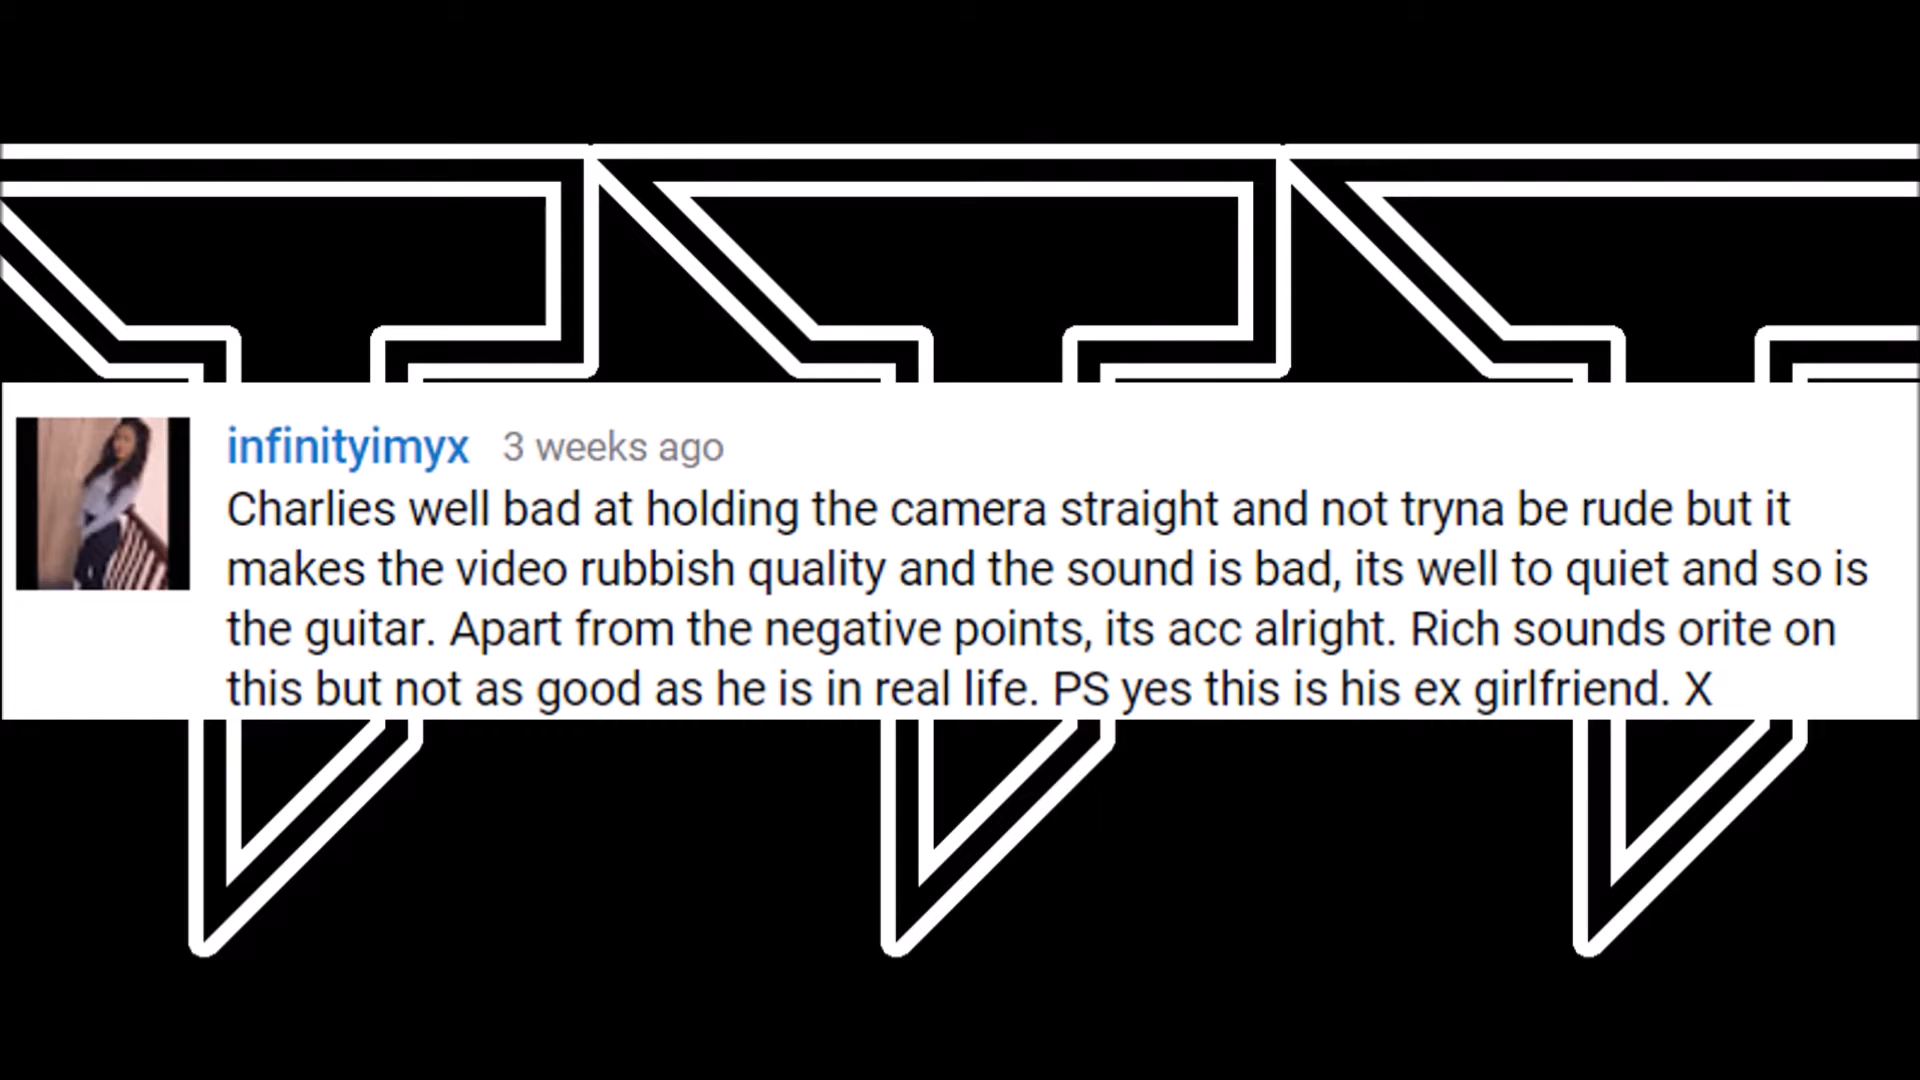 infinityimyx 3 weeks ago
Charlies well bad at holding the camera straight and not tryna be rude but it
makes the video rubbish quality and the sound is bad, its well to quiet and so is
the guitar. Apart from the negative points, its acc alright. Rich sounds orite on
this but not as good as he is in real life. PS yes this is his ex girlfriend. X